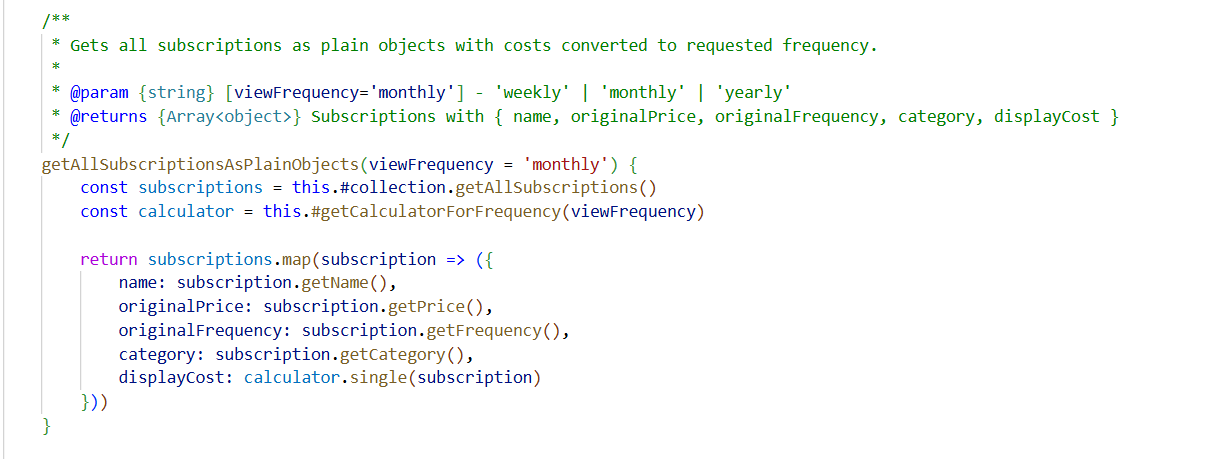 /**
 * Gets all subscriptions as plain objects with costs converted to requested frequency.
 *
 * @param {string} [viewFrequency='monthly'] - 'weekly' | 'monthly' | 'yearly'
 * @returns {Array<object>} Subscriptions with { name, originalPrice, originalFrequency, category, displayCost }
 */
getAllSubscriptionsAsPlainObjects(viewFrequency = 'monthly') {
    const subscriptions = this.#collection.getAllSubscriptions()
    const calculator = this.#getCalculatorForFrequency(viewFrequency)

    return subscriptions.map(subscription => ({
        name: subscription.getName(),
        originalPrice: subscription.getPrice(),
        originalFrequency: subscription.getFrequency(),
        category: subscription.getCategory(),
        displayCost: calculator.single(subscription)
    }))
}